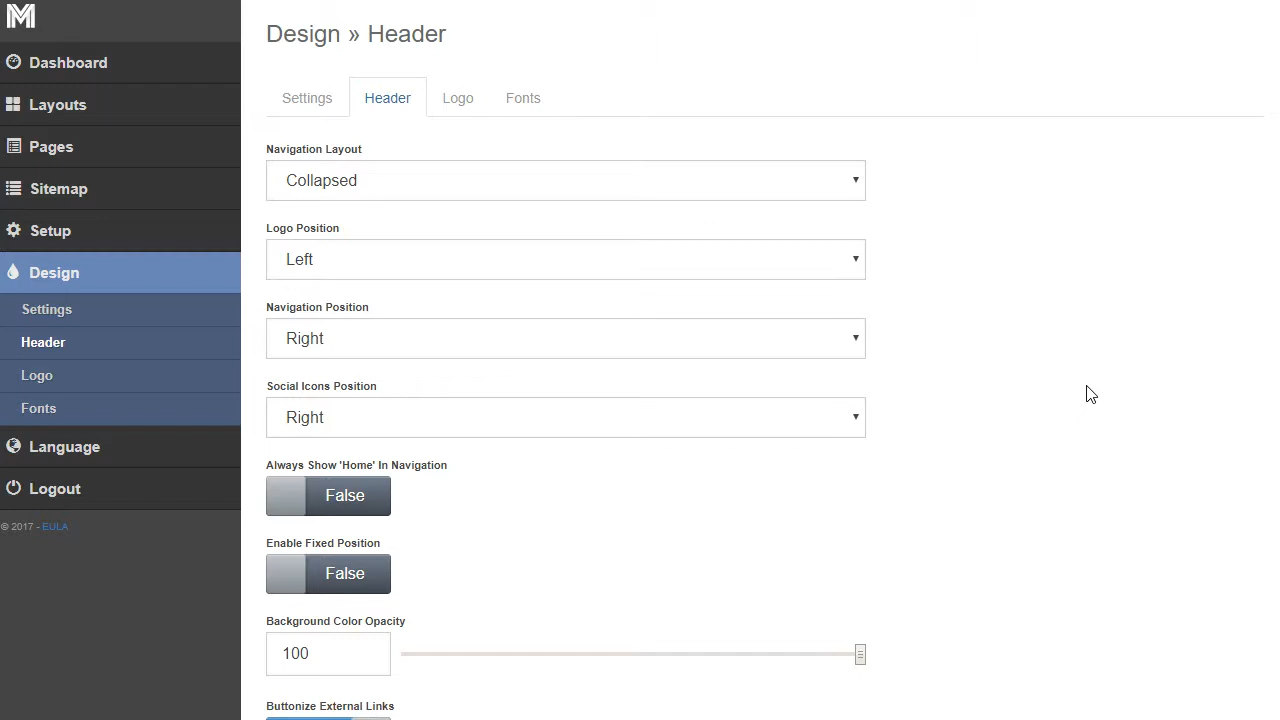 M
Dashboard
Layouts
Pages
Sitemap
Setup
Design
Settings
Header
Logo
Fonts
Language
Logout
© 2017 - EULA
Design » Header
Settings Header Logo Fonts
Navigation Layout
Collapsed
Logo Position
Left
Navigation Position
Right
Social Icons Position
Right
Always Show 'Home' In Navigation
False
Enable Fixed Position
False
Background Color Opacity
100
Buttonize External Links